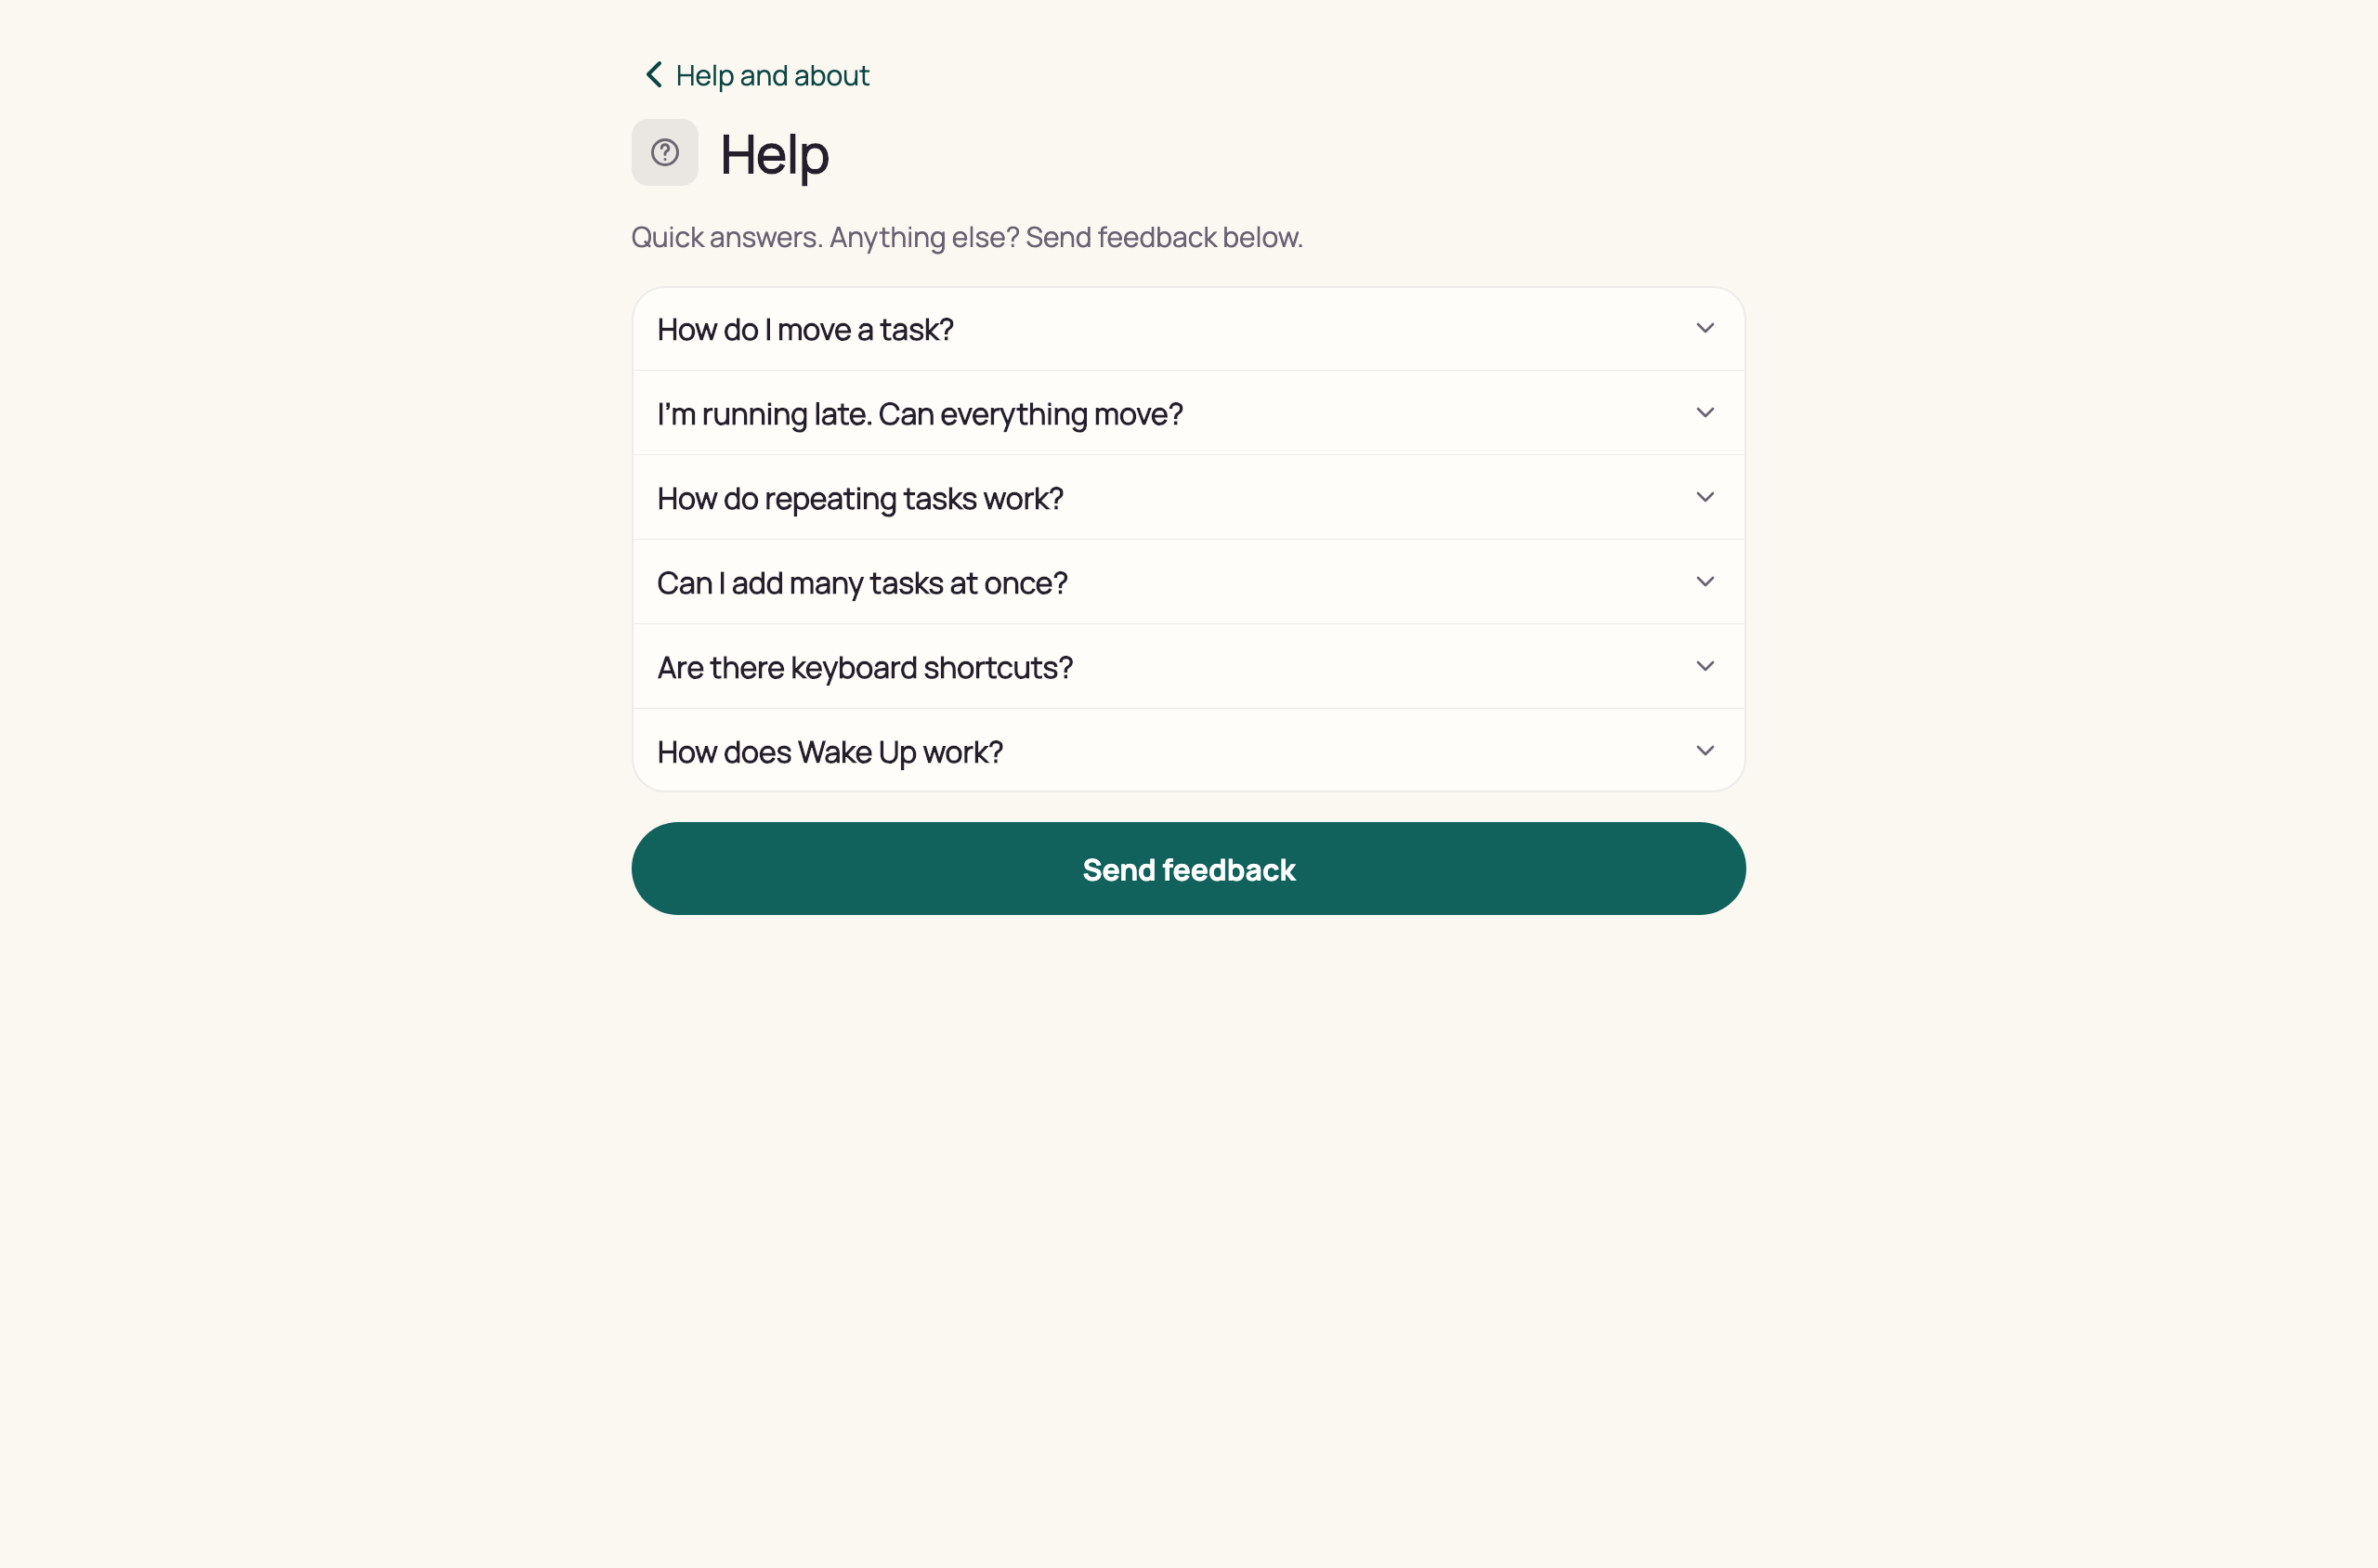 Help and about
Help
Quick answers. Anything else? Send feedback below.
How do I move a task?
I'm running late. Can everything move?
How do repeating tasks work?
Can I add many tasks at once?
Are there keyboard shortcuts?
How does Wake Up work?
Send feedback